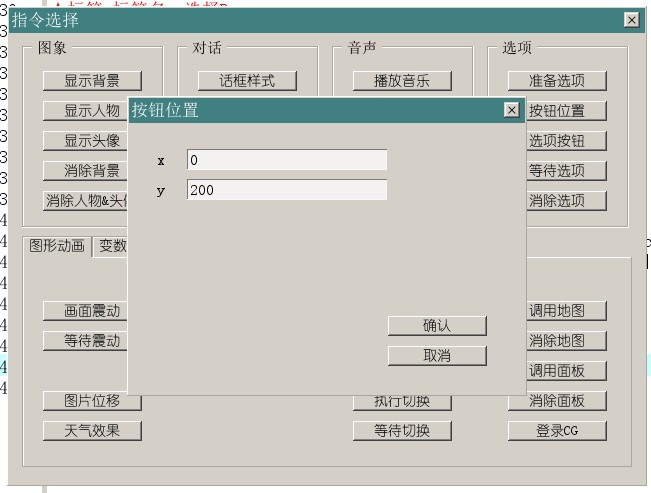 指令选择
图象
对话
音声
选项
显示背景
话框样式
播放音乐
准备选项
显示人物
按钮位置
显示头像
选项按钮
消除背景
等待选项
消除人物&头
消除选项
按钮位置
x 0
y 200
确认
取消
图形动画
变数
画面震动
调用地图
等待震动
消除地图
调用面板
图片位移
执行切换
消除面板
天气效果
等待切换
登录CG